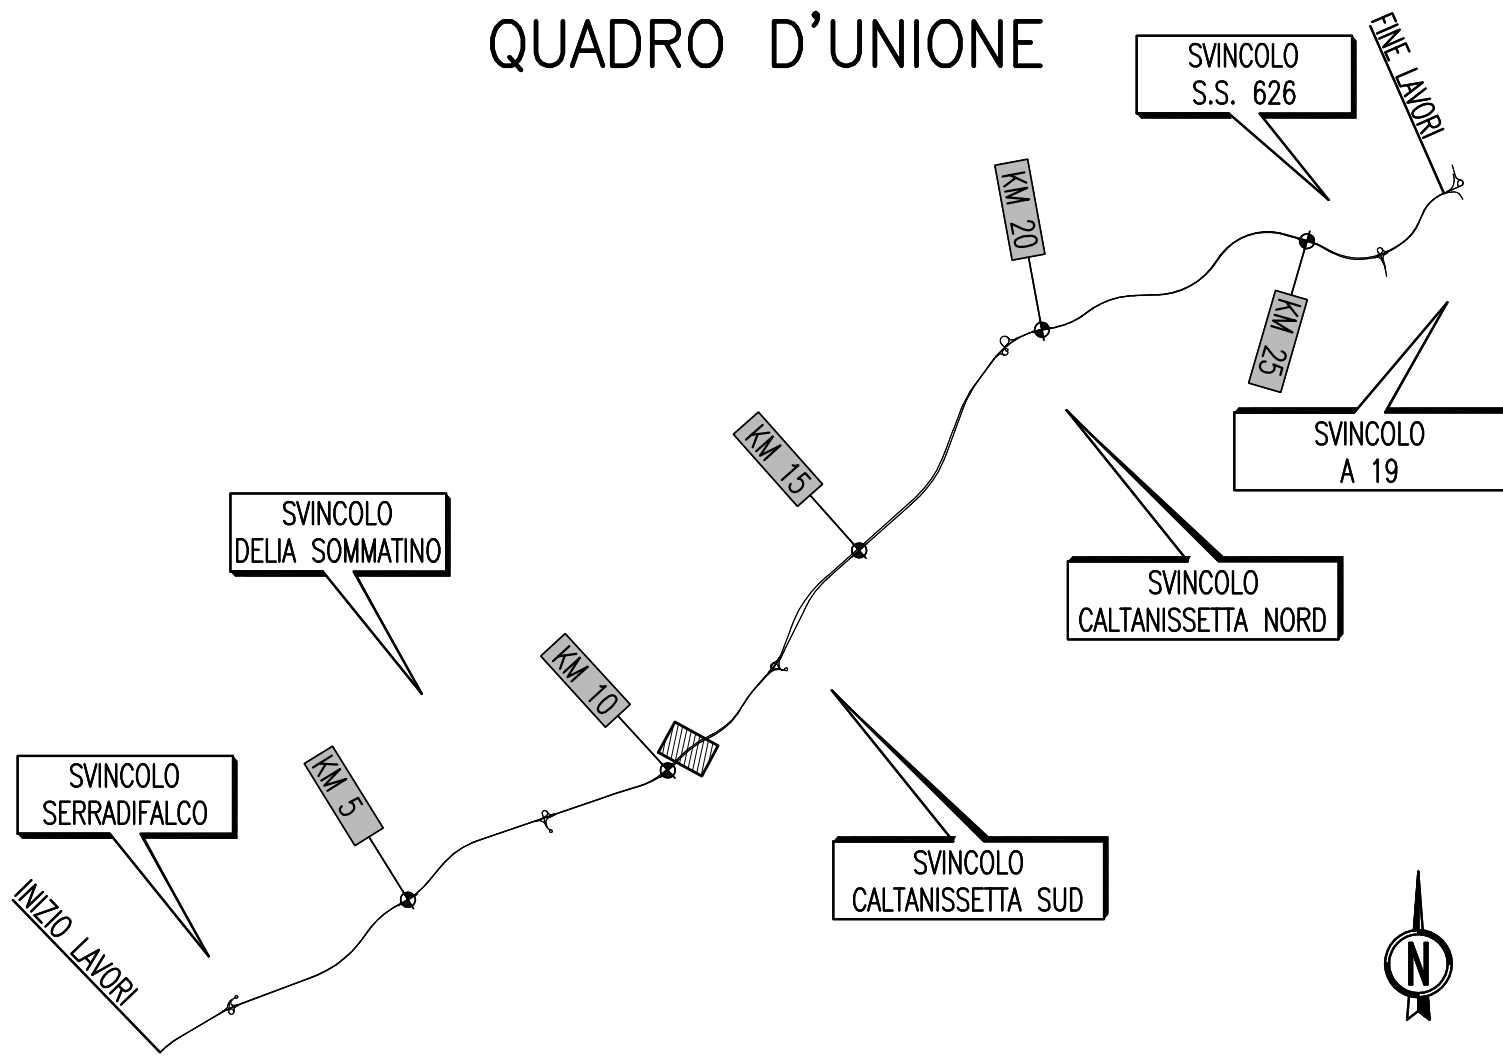 QUADRO D'UNIONE
SVINCOLO
S.S. 626
FINE LAVORI
KM 20
KM 25
SVINCOLO
A 19
KM 15
SVINCOLO
DELIA SOMMATINO
SVINCOLO
CALTANISSETTA NORD
KM 10
SVINCOLO
SERRADIFALCO
KM 5
SVINCOLO
CALTANISSETTA SUD
INIZIO LAVORI
N